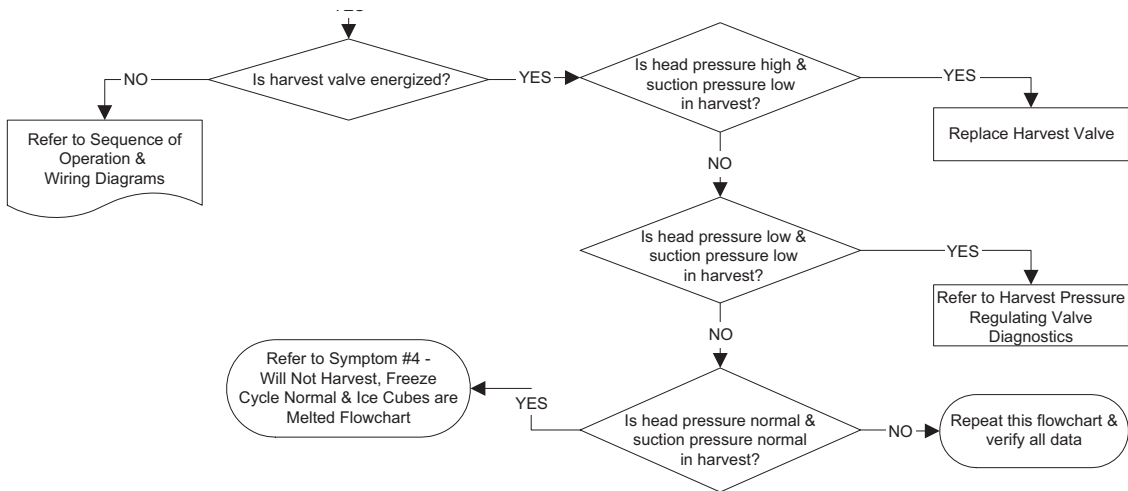 YES
Is harvest valve energized?
NO
YES
Is head pressure high &
suction pressure low
in harvest?
YES
Refer to Sequence of
Operation &
Wiring Diagrams
Replace Harvest Valve
NO
Is head pressure low &
suction pressure low
in harvest?
YES
Refer to Harvest Pressure
Regulating Valve
Diagnostics
NO
Refer to Symptom #4 -
Will Not Harvest, Freeze
Cycle Normal & Ice Cubes are
Melted Flowchart
YES
Is head pressure normal &
suction pressure normal
in harvest?
NO
Repeat this flowchart &
verify all data